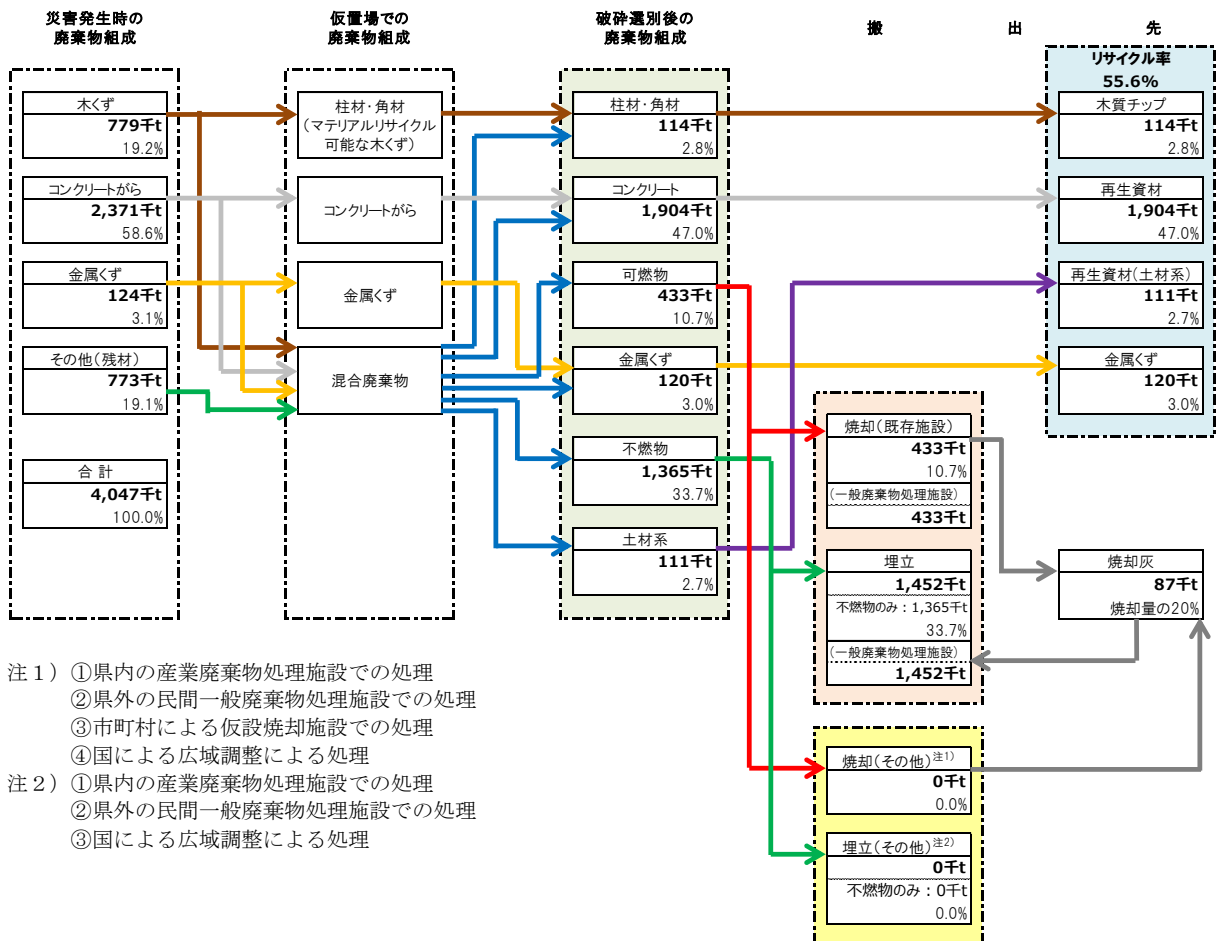 災害発生時の
廃棄物組成
仮置場での
廃棄物組成
破砕選別後の
廃棄物組成
搬 出 先
木くず
779千t
19.2%
コンクリートがら
2,371千t
58.6%
金属くず
124千t
3.1%
その他(残材)
773千t
19.1%
合 計
4,047千t
100.0%
柱材・角材
(マテリアルリサイクル
可能な木くず)
コンクリートがら
金属くず
混合廃棄物
柱材・角材
114千t
2.8%
コンクリート
1,904千t
47.0%
可燃物
433千t
10.7%
金属くず
120千t
3.0%
不燃物
1,365千t
33.7%
土材系
111千t
2.7%
リサイクル率
55.6%
木質チップ
114千t
2.8%
再生資材
1,904千t
47.0%
再生資材(土材系)
111千t
2.7%
金属くず
120千t
3.0%
焼却(既存施設)
433千t
10.7%
(一般廃棄物処理施設)
433千t
埋立
1,452千t
不燃物のみ：1,365千t
33.7%
(一般廃棄物処理施設)
1,452千t
焼却灰
87千t
焼却量の20%
焼却(その他)注1)
0千t
0.0%
埋立(その他)注2)
0千t
不燃物のみ：0千t
0.0%
注１）①県内の産業廃棄物処理施設での処理
②県外の民間一般廃棄物処理施設での処理
③市町村による仮設焼却施設での処理
④国による広域調整による処理
注２）①県内の産業廃棄物処理施設での処理
②県外の民間一般廃棄物処理施設での処理
③国による広域調整による処理